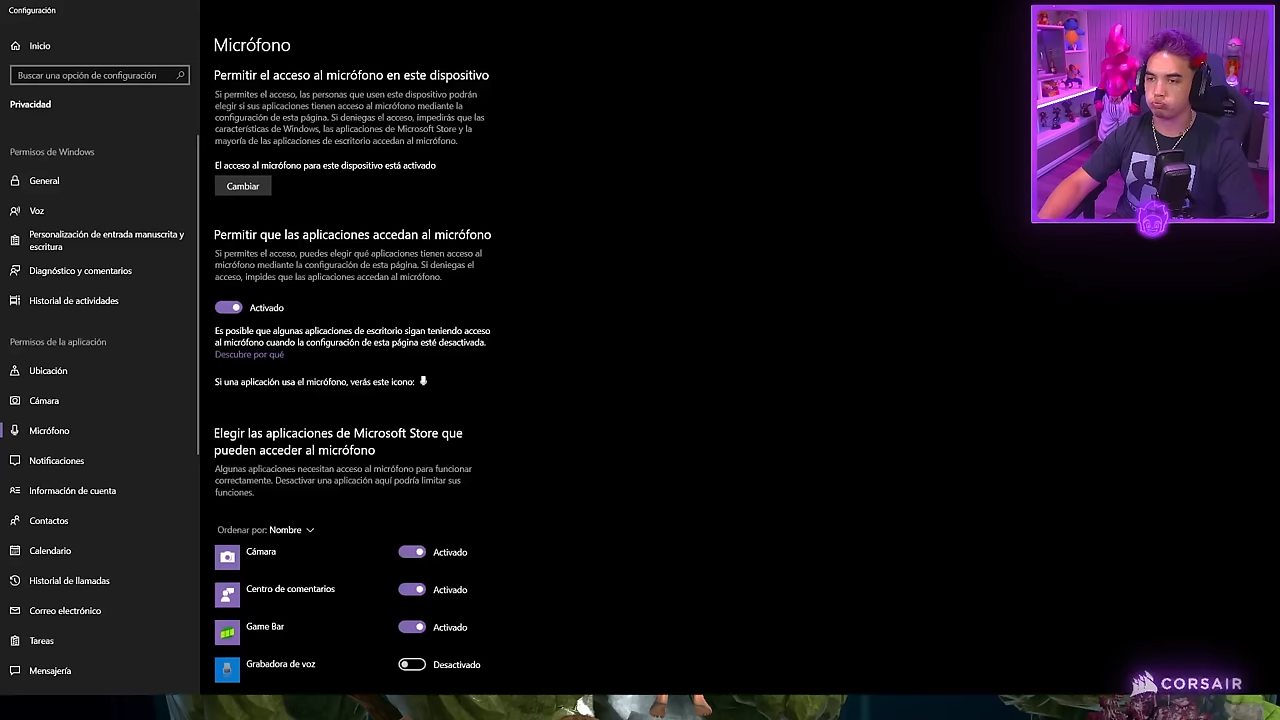 Configuración
Inicio
Buscar una opción de configuración
Privacidad
Permisos de Windows
General
Voz
Personalización de entrada manuscrita y
escritura
Diagnóstico y comentarios
Historial de actividades
Permisos de la aplicación
Ubicación
Cámara
Micrófono
Notificaciones
Información de cuenta
Contactos
Calendario
Historial de llamadas
Correo electrónico
Tareas
Mensajería
Micrófono
Permitir el acceso al micrófono en este dispositivo
Si permites el acceso, las personas que usen este dispositivo podrán
elegir si sus aplicaciones tienen acceso al micrófono mediante la
configuración de esta página. Si deniegas el acceso, impedirás que las
características de Windows, las aplicaciones de Microsoft Store y la
mayoría de las aplicaciones de escritorio accedan al micrófono.
El acceso al micrófono para este dispositivo está activado
Cambiar
Permitir que las aplicaciones accedan al micrófono
Si permites el acceso, puedes elegir qué aplicaciones tienen acceso al
micrófono mediante la configuración de esta página. Si deniegas el
acceso, impides que las aplicaciones accedan al micrófono.
Activado
Es posible que algunas aplicaciones de escritorio sigan teniendo acceso
al micrófono cuando la configuración de esta página esté desactivada.
Descubre por qué
Si una aplicación usa el micrófono, verás este icono:
Elegir las aplicaciones de Microsoft Store que
pueden acceder al micrófono
Algunas aplicaciones necesitan acceso al micrófono para funcionar
correctamente. Desactivar una aplicación aquí podría limitar sus
funciones.
Ordenar por: Nombre
Cámara Activado
Centro de comentarios Activado
Game Bar Activado
Grabadora de voz Desactivado
CORSAIR